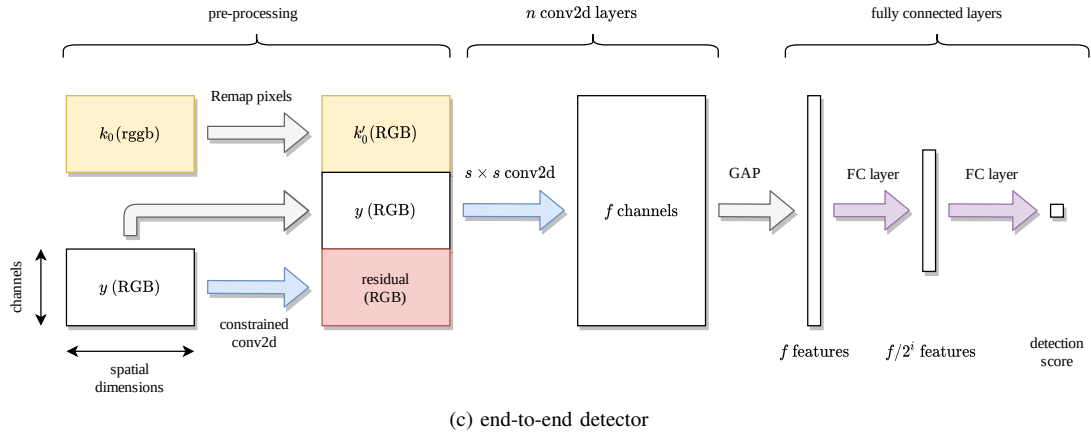 pre-processing
n conv2d layers
fully connected layers
k₀(rggb)
Remap pixels
k′₀(RGB)
s × s conv2d
GAP
FC layer
FC layer
y (RGB)
f channels
channels
y (RGB)
residual
(RGB)
constrained
conv2d
spatial
dimensions
f features
f/2ⁱ features
detection
score
(c) end-to-end detector